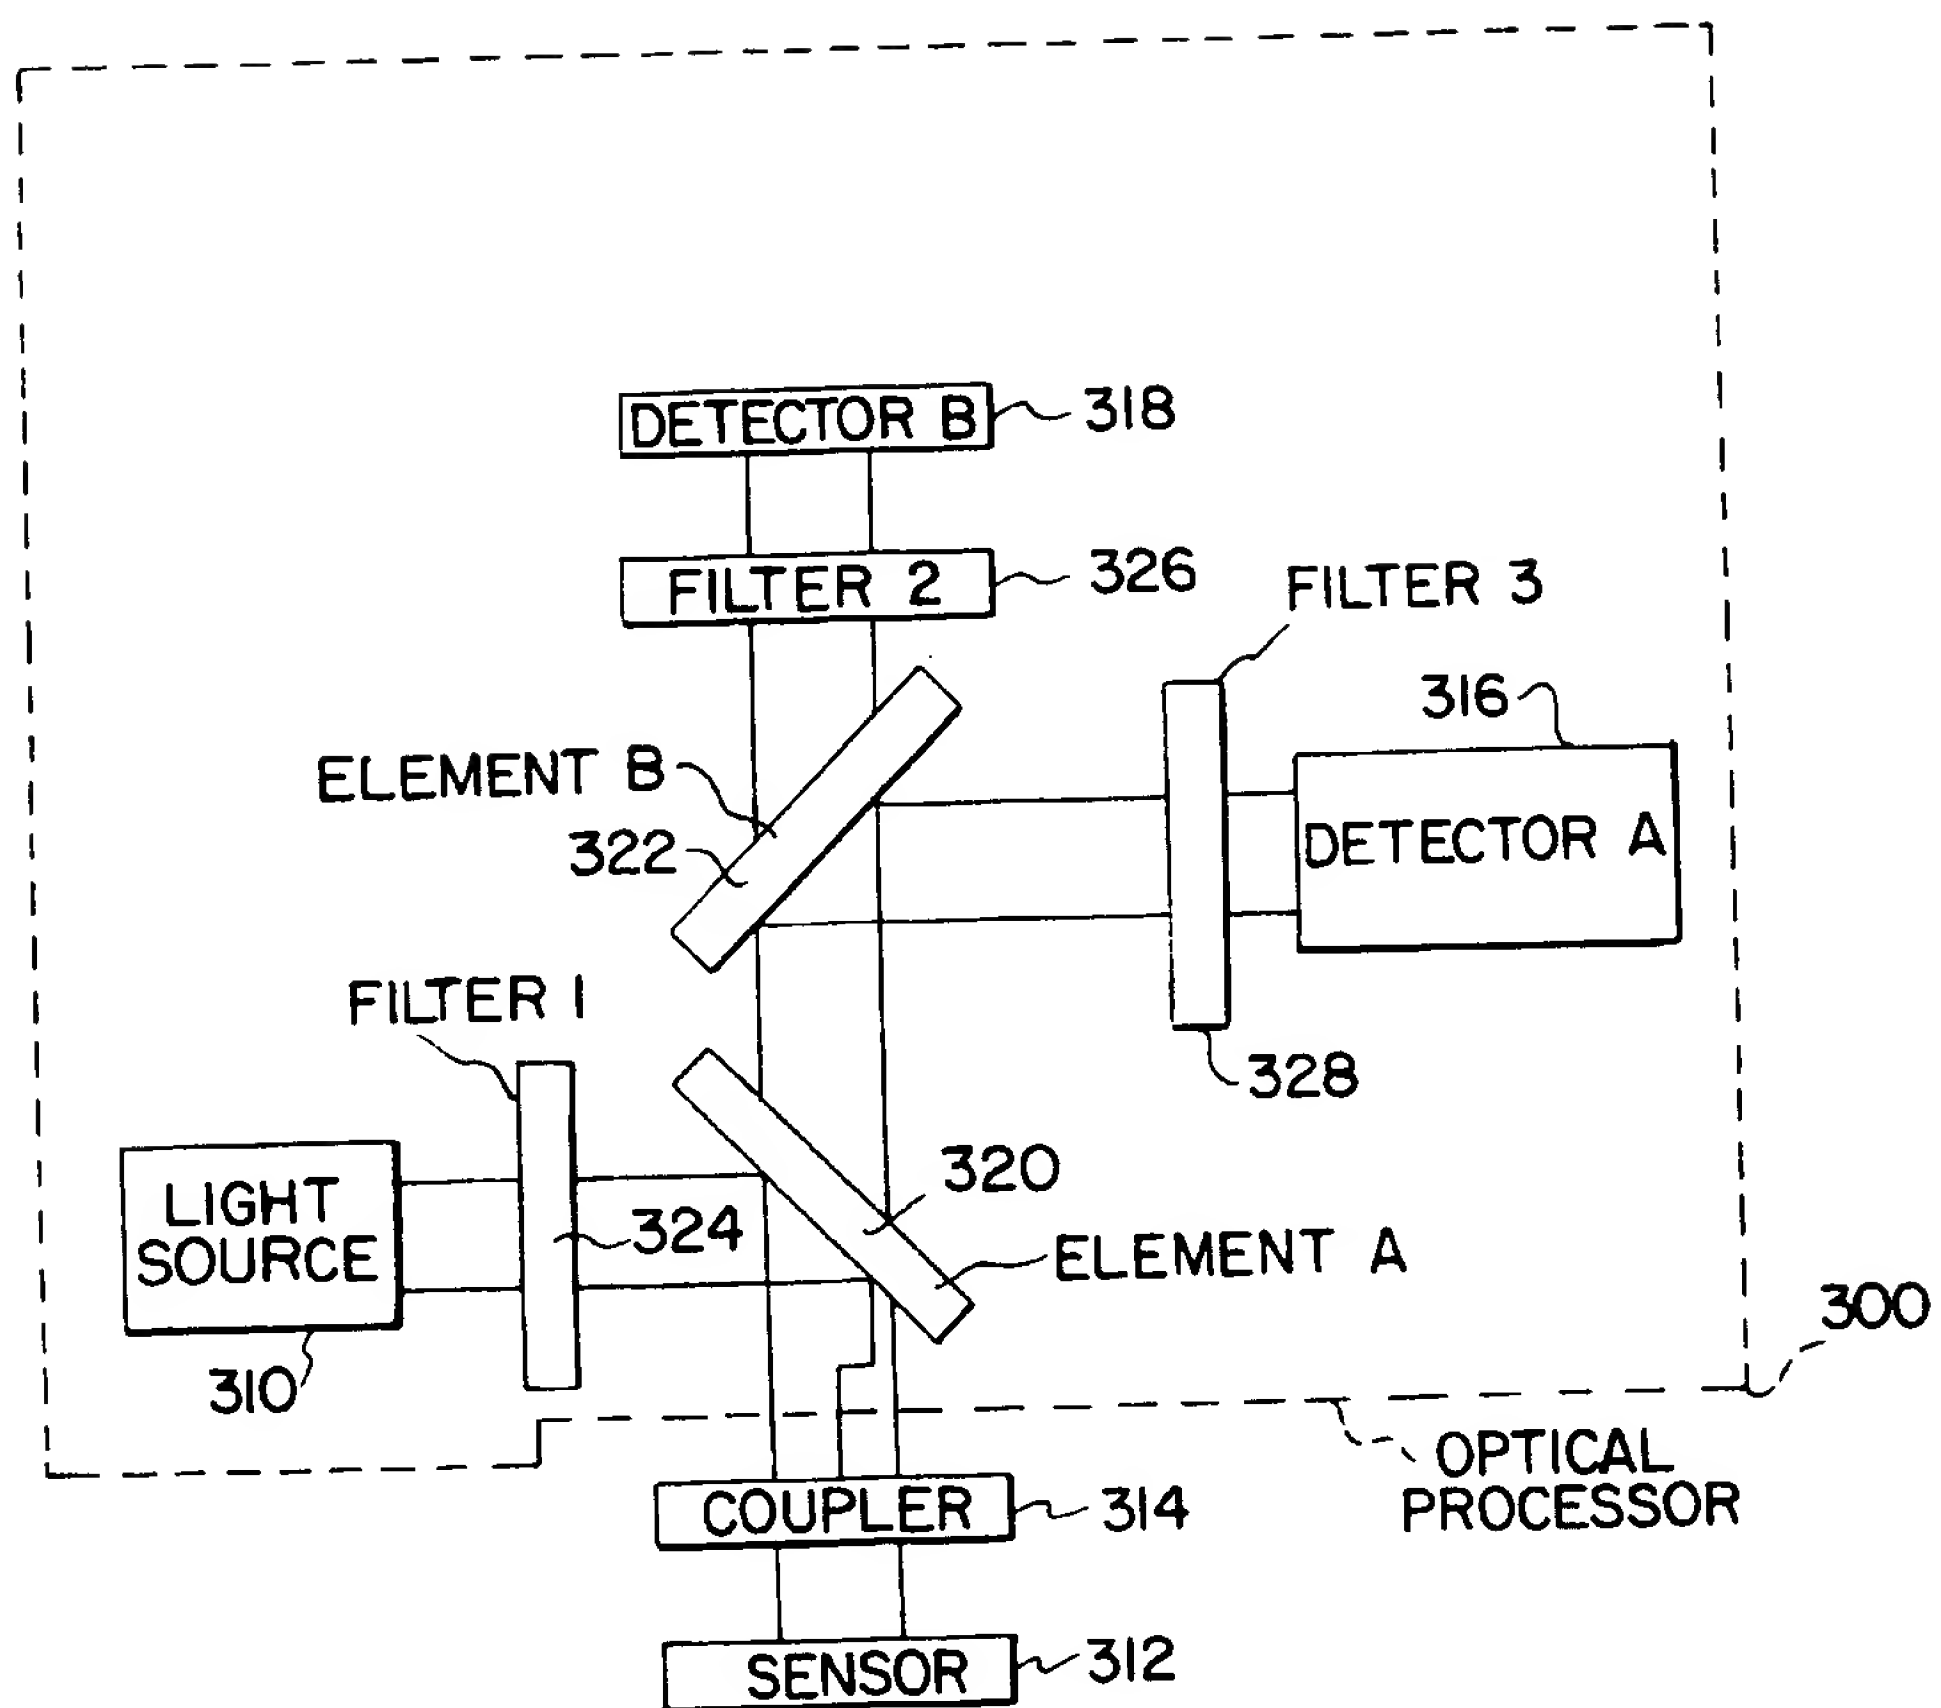 DETECTOR B
318
FILTER 2
326
FILTER 3
316
ELEMENT B
322
DETECTOR A
FILTER 1
328
320
LIGHT
SOURCE
324
ELEMENT A
300
310
OPTICAL
PROCESSOR
COUPLER
314
SENSOR
312